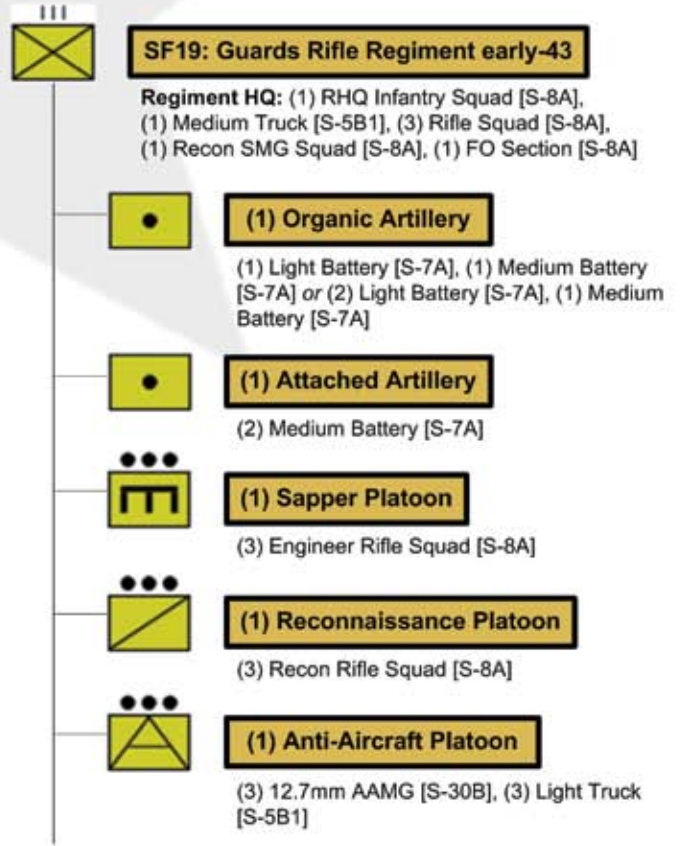 SF19: Guards Rifle Regiment early-43
Regiment HQ: (1) RHQ Infantry Squad [S-8A],
(1) Medium Truck [S-5B1], (3) Rifle Squad [S-8A],
(1) Recon SMG Squad [S-8A], (1) FO Section [S-8A]
(1) Organic Artillery
(1) Light Battery [S-7A], (1) Medium Battery
[S-7A] or (2) Light Battery [S-7A], (1) Medium
Battery [S-7A]
(1) Attached Artillery
(2) Medium Battery [S-7A]
(1) Sapper Platoon
(3) Engineer Rifle Squad [S-8A]
(1) Reconnaissance Platoon
(3) Recon Rifle Squad [S-8A]
(1) Anti-Aircraft Platoon
(3) 12.7mm AAMG [S-30B], (3) Light Truck
[S-5B1]